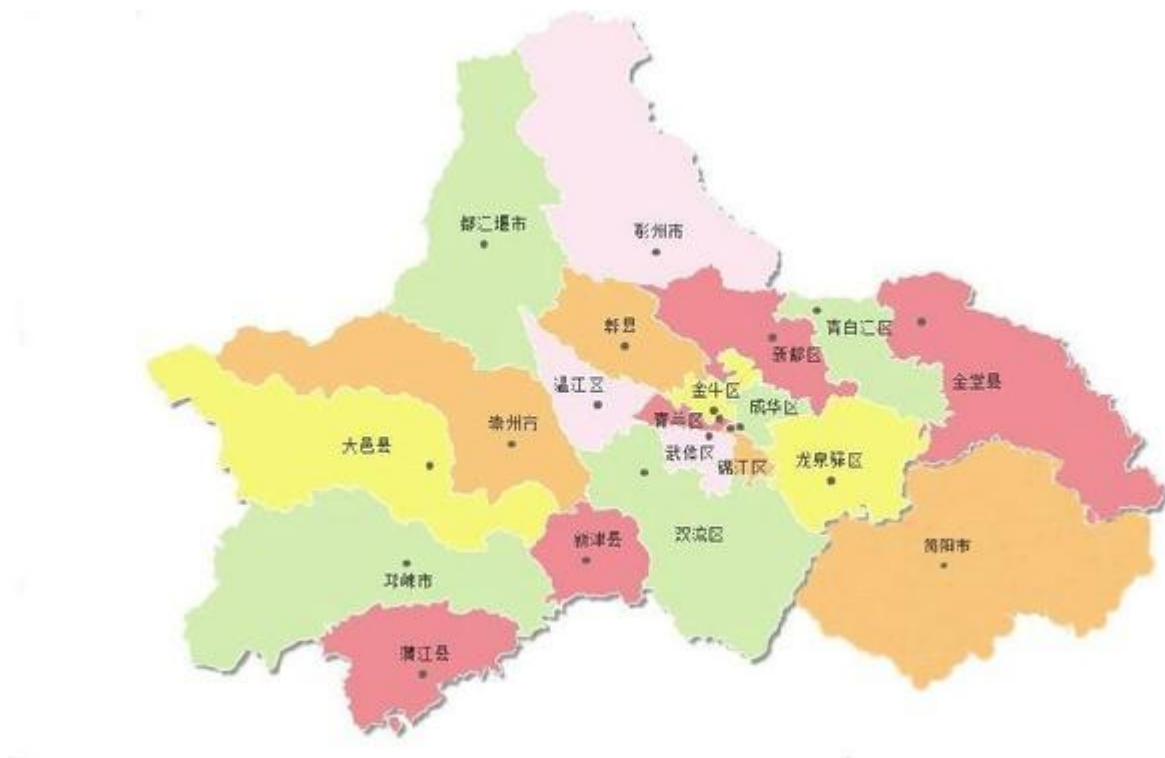 都江堰市
彭州市
郫县
新都区
青白江区
金堂县
温江区
金牛区
成华区
青羊区
武侯区
锦江区
龙泉驿区
崇州市
大邑县
双流区
新津县
简阳市
邛崃市
蒲江县